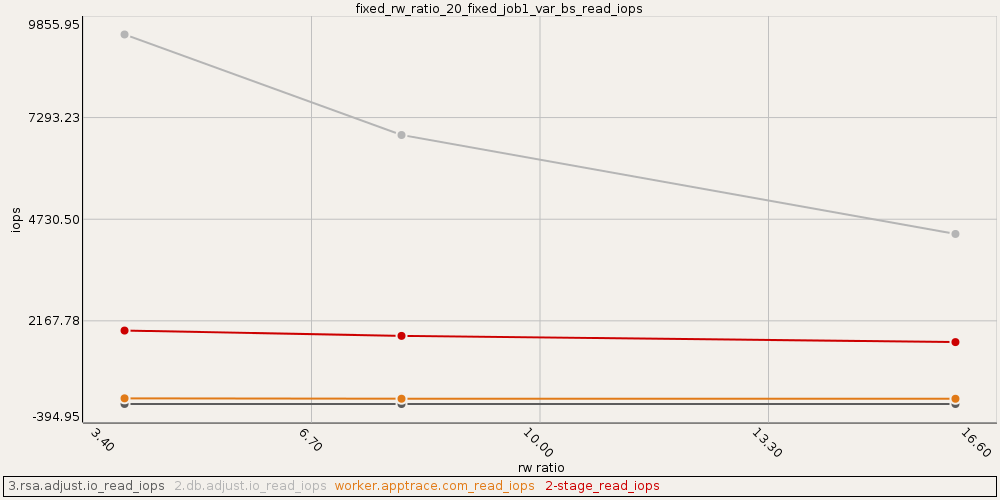 fixed_rw_ratio_20_fixed_job1_var_bs_read_iops
9855.95
7293.23
4730.50
2167.78
-394.95
iops
3.40 6.70 10.00 13.30 16.60
rw ratio
3.rsa.adjust.io_read_iops 2.db.adjust.io_read_iops worker.apptrace.com_read_iops 2-stage_read_iops